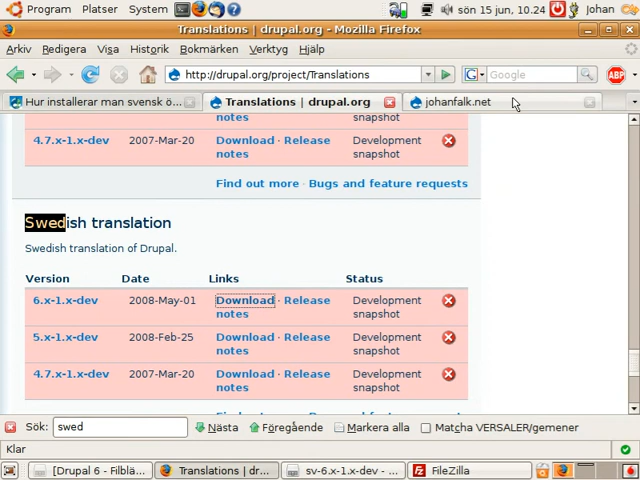 Program Platser System sön 15 jun, 10.24 Johan
Translations | drupal.org - Mozilla Firefox
Arkiv Redigera Visa Historik Bokmärken Verktyg Hjälp
http://drupal.org/project/Translations Google ABP
Hur installerar man svensk ö... Translations | drupal.org johanfalk.net
notes snapshot
4.7.x-1.x-dev 2007-Mar-20 Download · Release Development
notes snapshot
Find out more · Bugs and feature requests
Swedish translation
Swedish translation of Drupal.
Version Date Links Status
6.x-1.x-dev 2008-May-01 Download · Release Development
notes snapshot
5.x-1.x-dev 2008-Feb-25 Download · Release Development
notes snapshot
4.7.x-1.x-dev 2007-Mar-20 Download · Release Development
notes snapshot
Sök: swed Nästa Föregående Markera alla Matcha VERSALER/gemener
Klar
[Drupal 6 - Filblä... Translations | dr... sv-6.x-1.x-dev - ... FileZilla